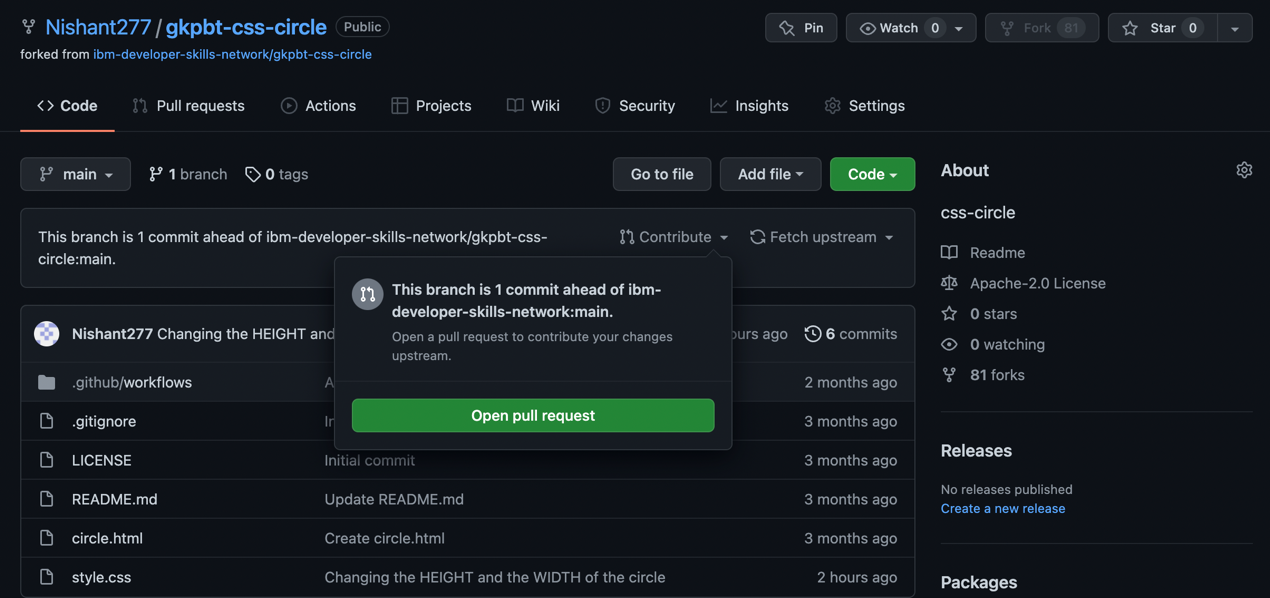 Nishant277 / gkpbt-css-circle Public
Pin
Watch 0
Fork 81
Star 0
forked from ibm-developer-skills-network/gkpbt-css-circle
<> Code
Pull requests
Actions
Projects
Wiki
Security
Insights
Settings
main
1 branch
0 tags
Go to file
Add file
Code
This branch is 1 commit ahead of ibm-developer-skills-network/gkpbt-css-
circle:main.
Contribute
Fetch upstream
This branch is 1 commit ahead of ibm-
developer-skills-network:main.
Open a pull request to contribute your changes
upstream.
Open pull request
Nishant277 Changing the HEIGHT and
ours ago
6 commits
.github/workflows
A
2 months ago
.gitignore
In
3 months ago
LICENSE
Initial commit
3 months ago
README.md
Update README.md
3 months ago
circle.html
Create circle.html
3 months ago
style.css
Changing the HEIGHT and the WIDTH of the circle
2 hours ago
About
css-circle
Readme
Apache-2.0 License
0 stars
0 watching
81 forks
Releases
No releases published
Create a new release
Packages